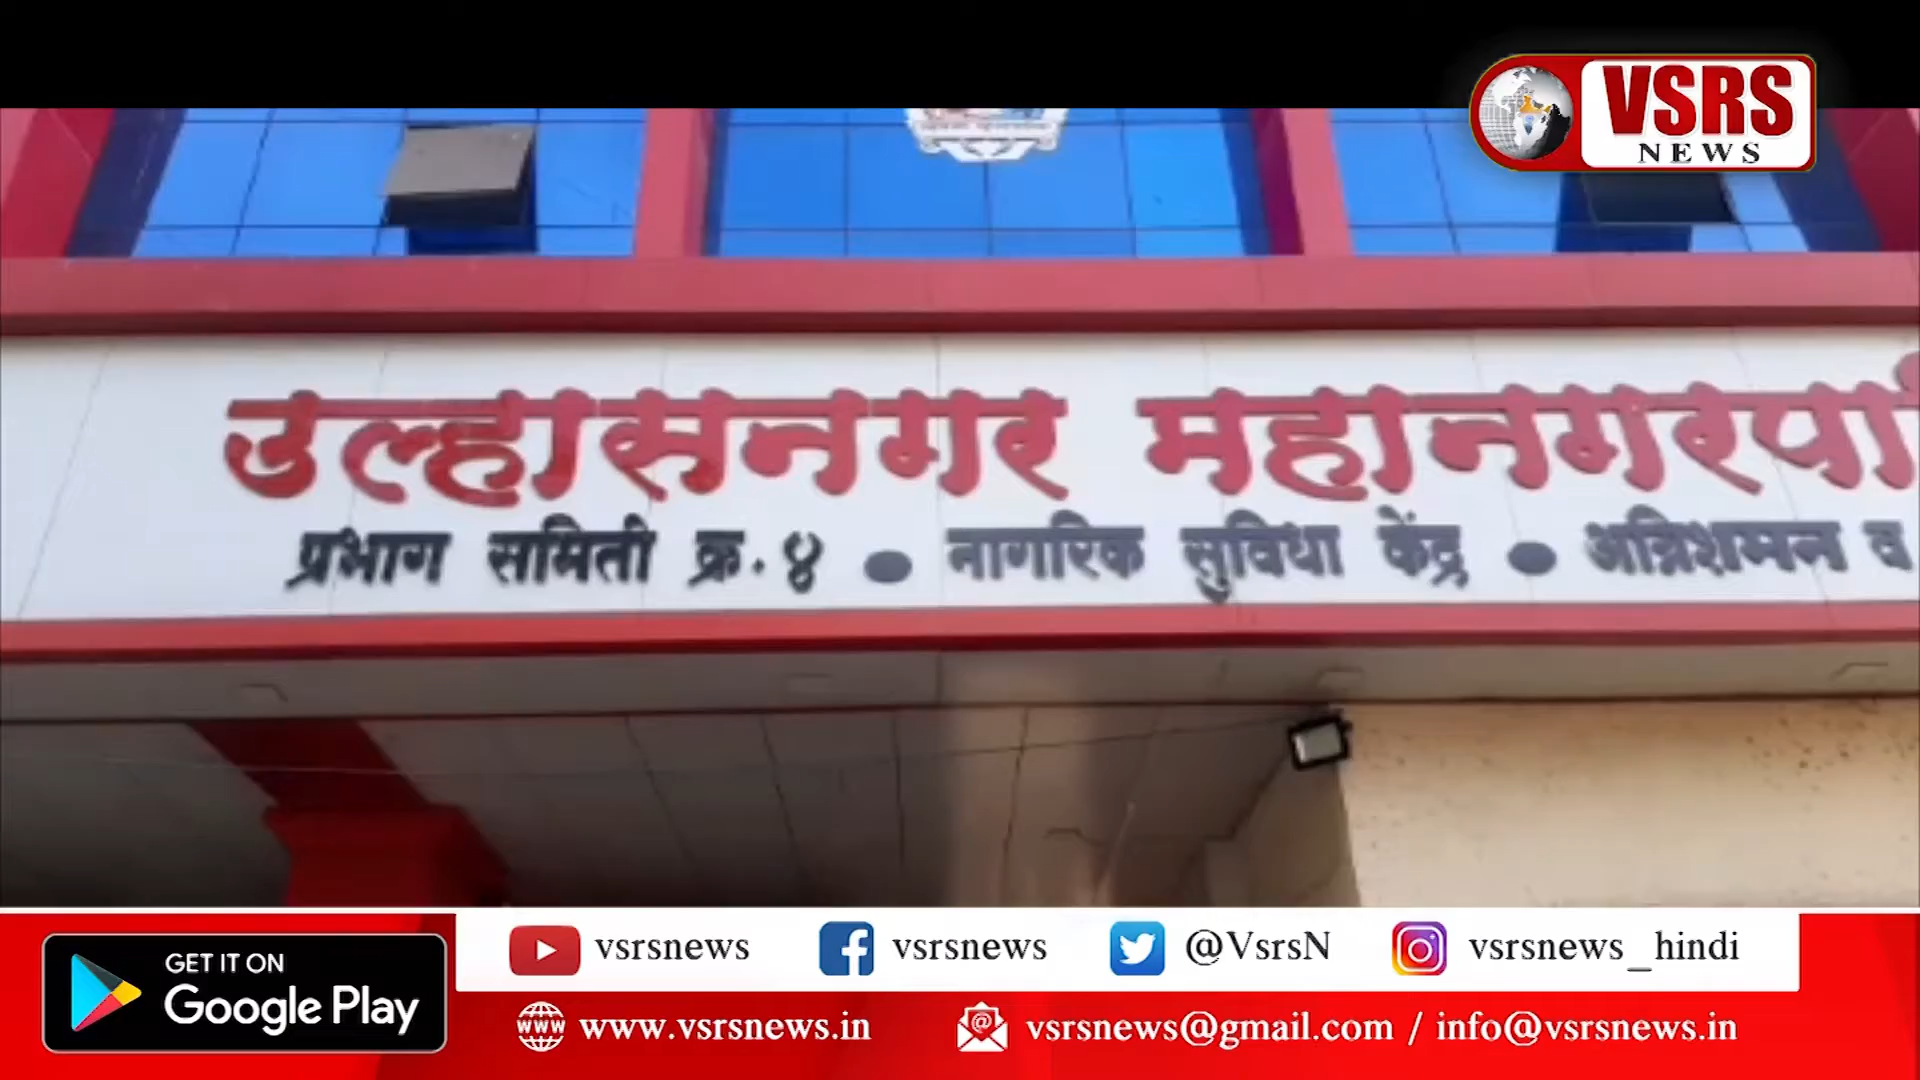 VSRS
NEWS
उल्हासनगर महानगरपा
प्रभाग समिती क्र. ४ ● नागरिक सुविधा केंद्र ● अग्निशमन व
GET IT ON
Google Play
vsrsnews vsrsnews @VsrsN vsrsnews_hindi
www www.vsrsnews.in vsrsnews@gmail.com / info@vsrsnews.in